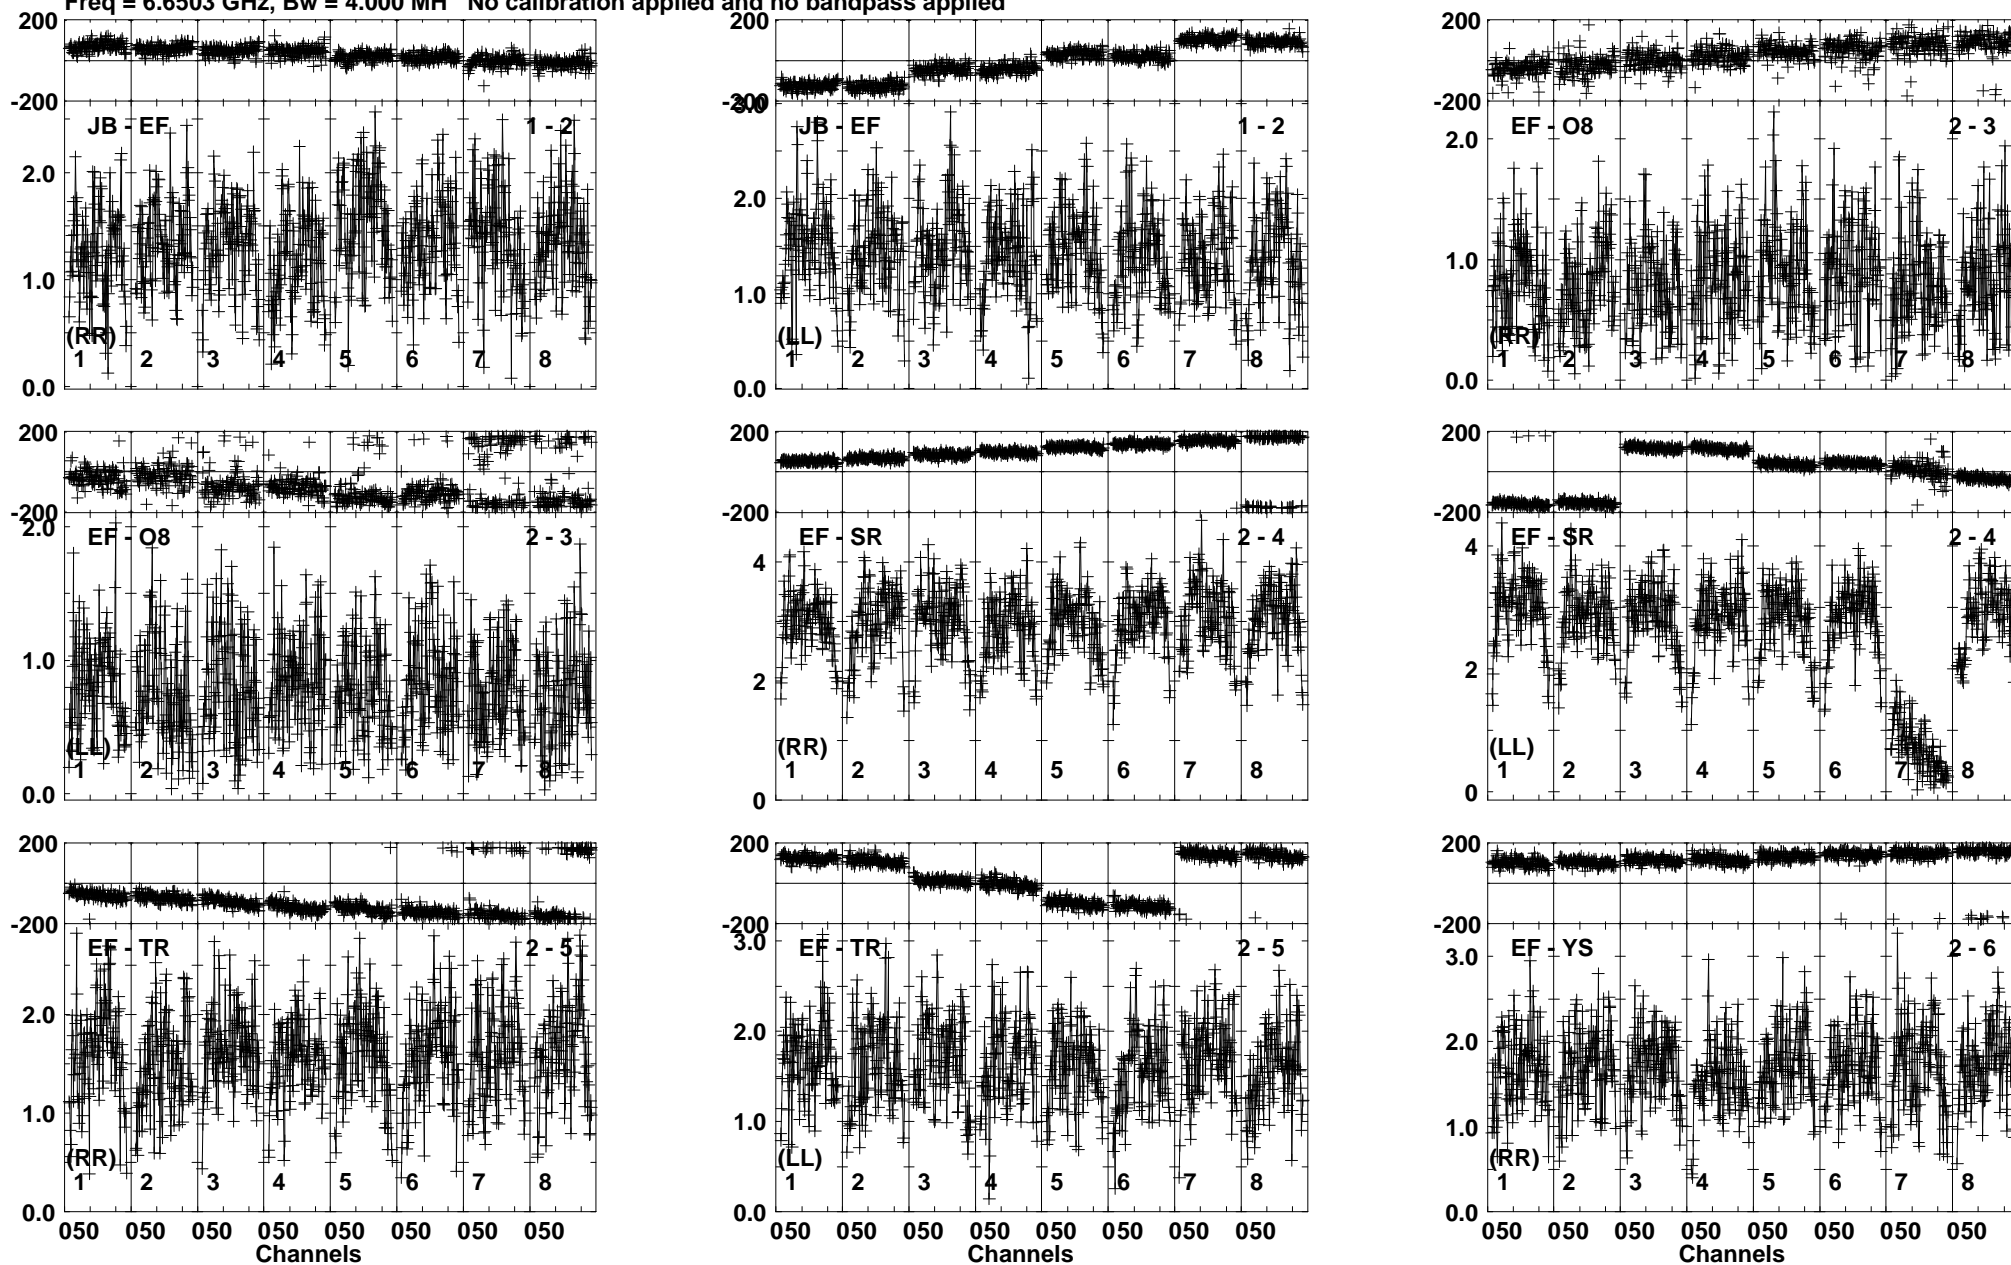 Freq = 6.6503 GHz, Bw = 4.000 MH No calibration applied and no bandpass applied
200 200 200
-200 -200 -200
3.0
JB - EF 1 - 2 JB - EF 1 - 2 EF - O8 2 - 3
2.0 2.0 2.0
1.0 1.0 1.0
(RR) (LL) (RR)
1 2 3 4 5 6 7 8 1 2 3 4 5 6 7 8 1 2 3 4 5 6 7 8
0.0 0.0 0.0
200 200 200
-200 -200 -200
2.0
EF - O8 2 - 3 EF - SR 2 - 4 EF - SR 2 - 4
4 4
1.0 2 2
(LL) (RR) (LL)
1 2 3 4 5 6 7 8 1 2 3 4 5 6 7 8 1 2 3 4 5 6 7 8
0.0 0 0
200 200 200
-200 -200 -200
3.0
EF - TR 2 - 5 EF - TR 2 - 5 EF - YS 2 - 6
3.0
2.0 2.0 2.0
1.0 1.0 1.0
(RR) (LL) (RR)
1 2 3 4 5 6 7 8 1 2 3 4 5 6 7 8 1 2 3 4 5 6 7 8
0.0 0.0 0.0
050 050 050 050 050 050 050 050 050 050 050 050 050 050 050 050 050 050 050 050 050 050 050 050
Channels Channels Channels